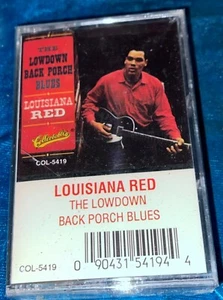 THE
LOWDOWN
BACK PORCH
BLUES
LOUISIANA
RED
Collectables
COL-5419
LOUISIANA RED
THE LOWDOWN
BACK PORCH BLUES
COL-5419
0 90431 54194 4